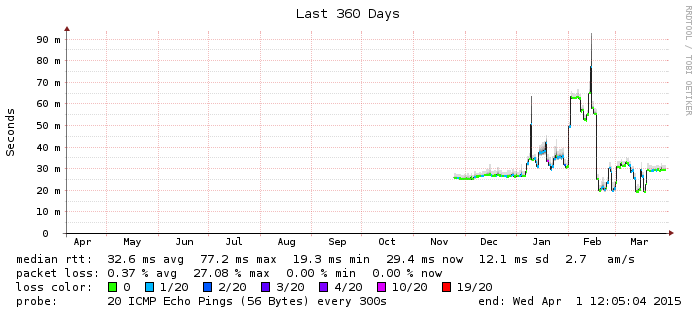 Last 360 Days
RRDTOOL / TOBI OETIKER
Seconds
90 m
80 m
70 m
60 m
50 m
40 m
30 m
20 m
10 m
0
Apr May Jun Jul Aug Sep Oct Nov Dec Jan Feb Mar
median rtt: 32.6 ms avg 77.2 ms max 19.3 ms min 29.4 ms now 12.1 ms sd 2.7 am/s
packet loss: 0.37 % avg 27.08 % max 0.00 % min 0.00 % now
loss color: 0 1/20 2/20 3/20 4/20 10/20 19/20
probe: 20 ICMP Echo Pings (56 Bytes) every 300s end: Wed Apr 1 12:05:04 2015